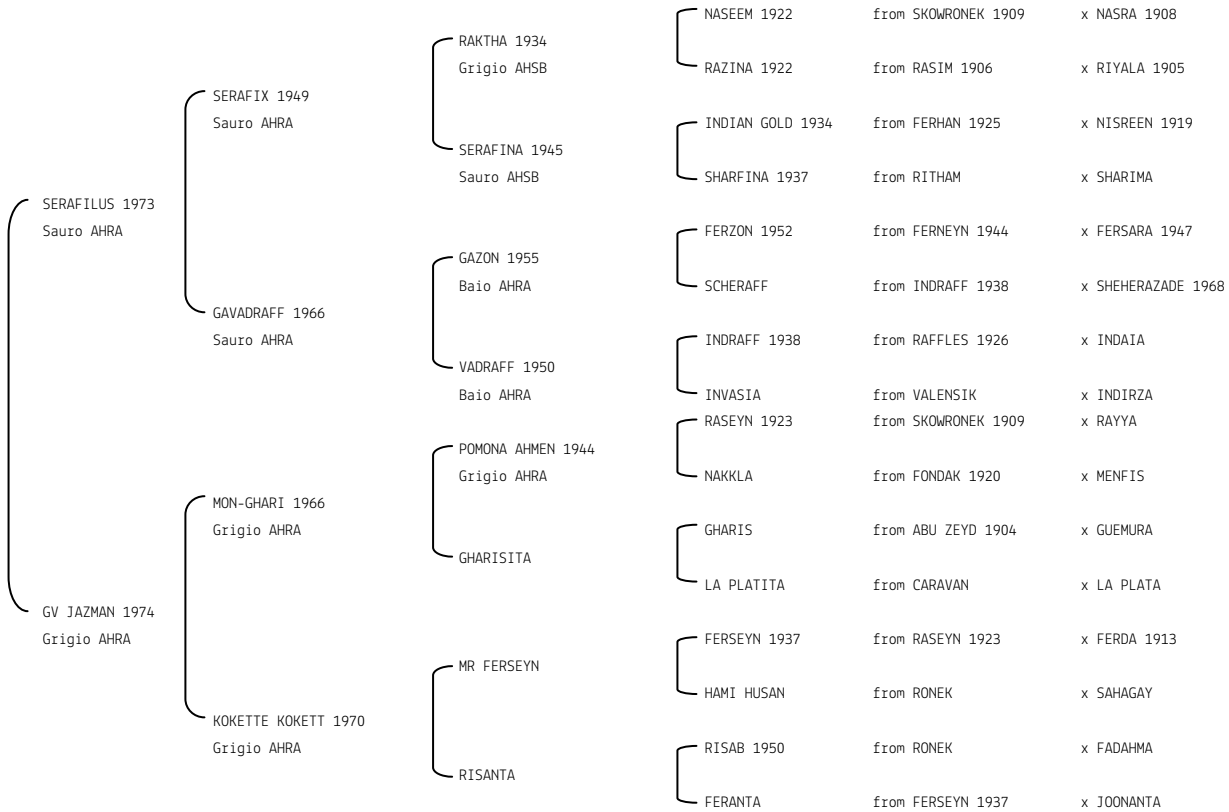 NASEEM 1922 from SKOWRONEK 1909 x NASRA 1908
RAKTHA 1934
Grigio AHSB
RAZINA 1922 from RASIM 1906 x RIYALA 1905
SERAFIX 1949
Sauro AHRA
INDIAN GOLD 1934 from FERHAN 1925 x NISREEN 1919
SERAFINA 1945
Sauro AHSB
SHARFINA 1937 from RITHAM x SHARIMA
SERAFILUS 1973
Sauro AHRA
FERZON 1952 from FERNEYN 1944 x FERSARA 1947
GAZON 1955
Baio AHRA
SCHERAFF from INDRAFF 1938 x SHEHERAZADE 1968
GAVADRAFF 1966
Sauro AHRA
INDRAFF 1938 from RAFFLES 1926 x INDAIA
VADRAFF 1950
Baio AHRA
INVASIA from VALENSIK x INDIRZA
RASEYN 1923 from SKOWRONEK 1909 x RAYYA
POMONA AHMEN 1944
Grigio AHRA
NAKKLA from FONDAK 1920 x MENFIS
MON-GHARI 1966
Grigio AHRA
GHARIS from ABU ZEYD 1904 x GUEMURA
GHARISITA
LA PLATITA from CARAVAN x LA PLATA
GV JAZMAN 1974
Grigio AHRA
FERSEYN 1937 from RASEYN 1923 x FERDA 1913
MR FERSEYN
HAMI HUSAN from RONEK x SAHAGAY
KOKETTE KOKETT 1970
Grigio AHRA
RISAB 1950 from RONEK x FADAHMA
RISANTA
FERANTA from FERSEYN 1937 x JOONANTA